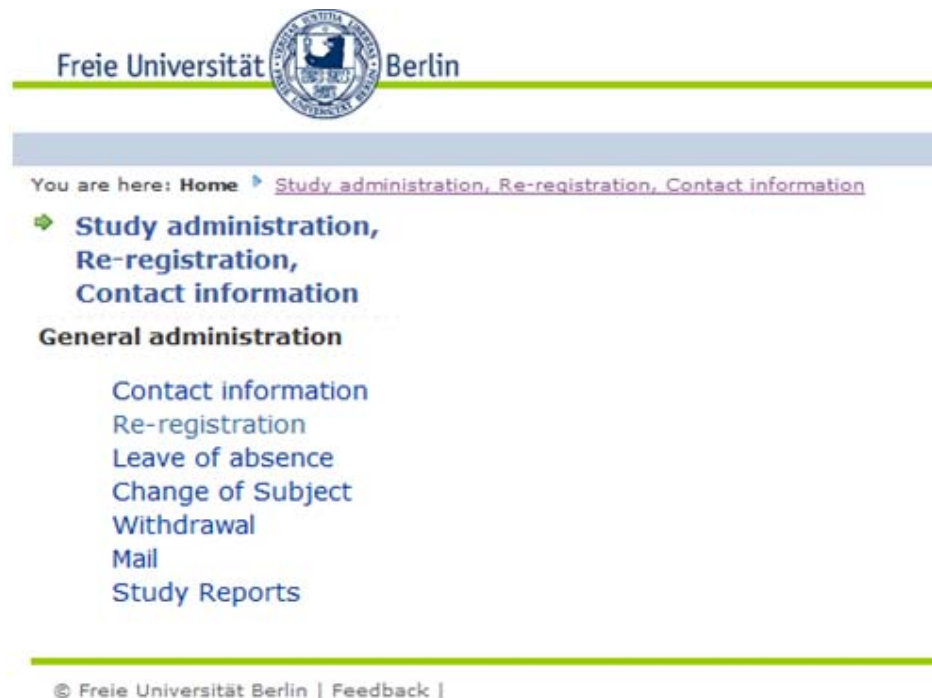 Freie Universität Berlin
You are here: Home Study administration, Re-registration, Contact information
Study administration,
Re-registration,
Contact information
General administration
Contact information
Re-registration
Leave of absence
Change of Subject
Withdrawal
Mail
Study Reports
© Freie Universität Berlin | Feedback |